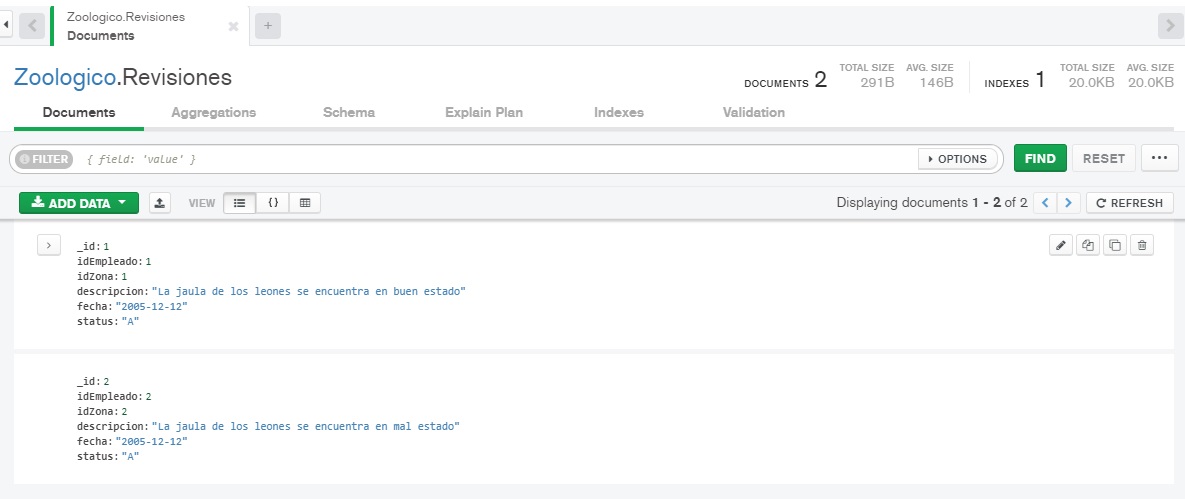 Zoologico.Revisiones
Documents
Zoologico.Revisiones
DOCUMENTS 2 TOTAL SIZE 291B AVG. SIZE 146B INDEXES 1 TOTAL SIZE 20.0KB AVG. SIZE 20.0KB
Documents Aggregations Schema Explain Plan Indexes Validation
FILTER { field: 'value' } OPTIONS FIND RESET ...
ADD DATA VIEW {} Displaying documents 1 - 2 of 2 REFRESH
_id: 1
idEmpleado: 1
idZona: 1
descripcion: "La jaula de los leones se encuentra en buen estado"
fecha: "2005-12-12"
status: "A"
_id: 2
idEmpleado: 2
idZona: 2
descripcion: "La jaula de los leones se encuentra en mal estado"
fecha: "2005-12-12"
status: "A"